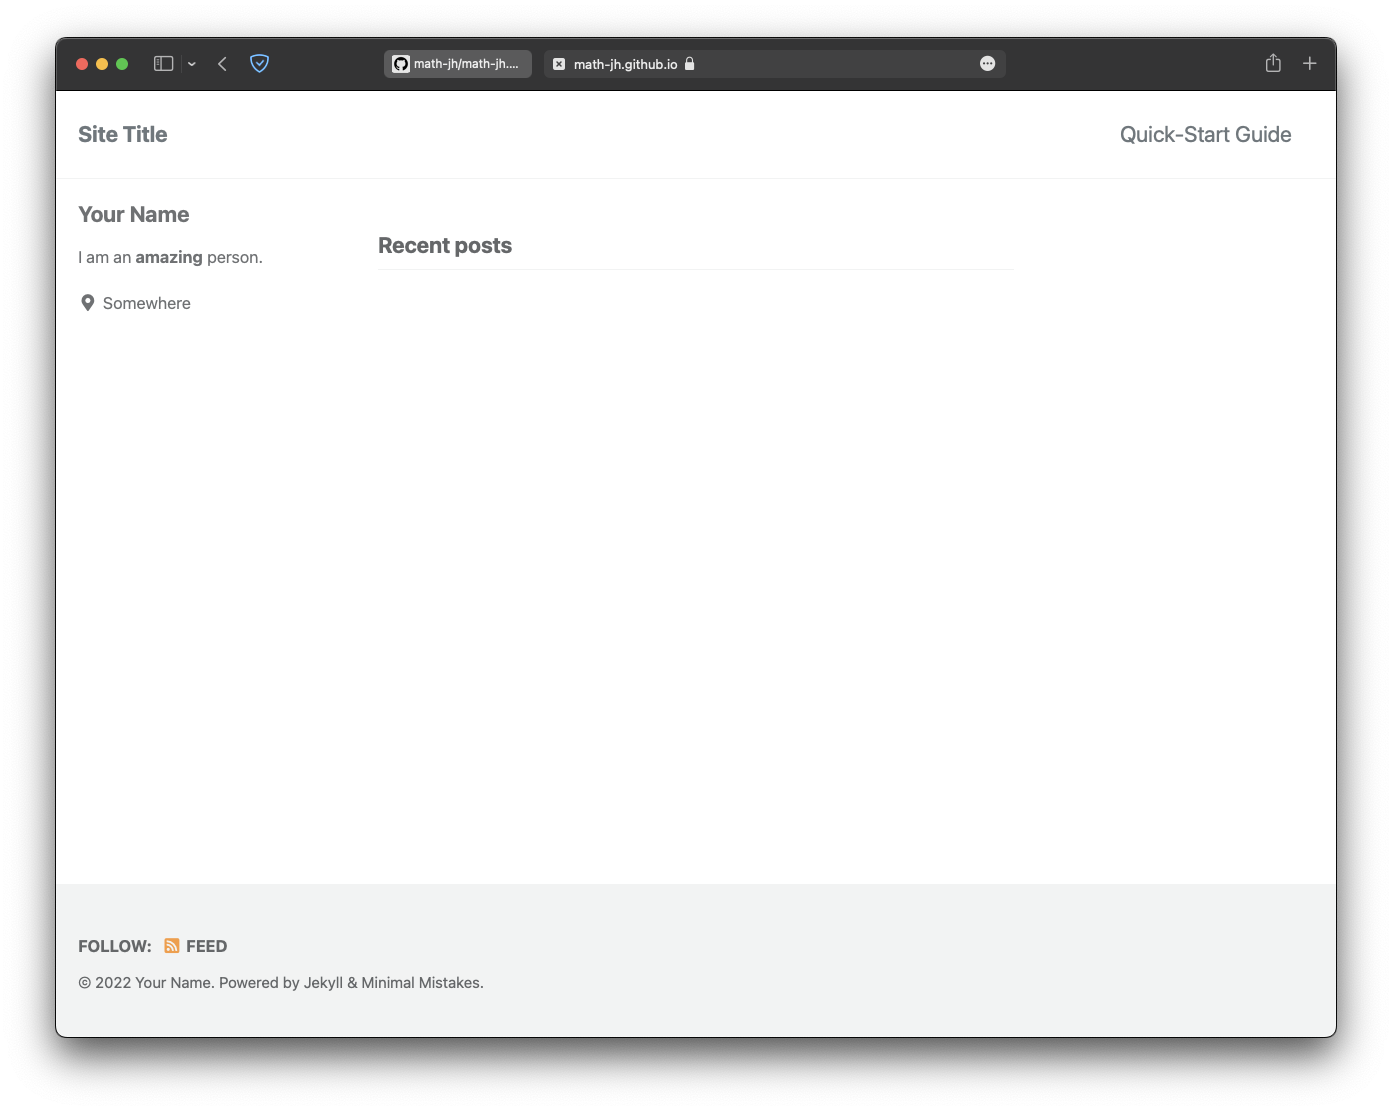 math-jh/math-jh....
math-jh.github.io
Site Title
Quick-Start Guide
Your Name
I am an amazing person.
Somewhere
Recent posts
FOLLOW: FEED
© 2022 Your Name. Powered by Jekyll & Minimal Mistakes.